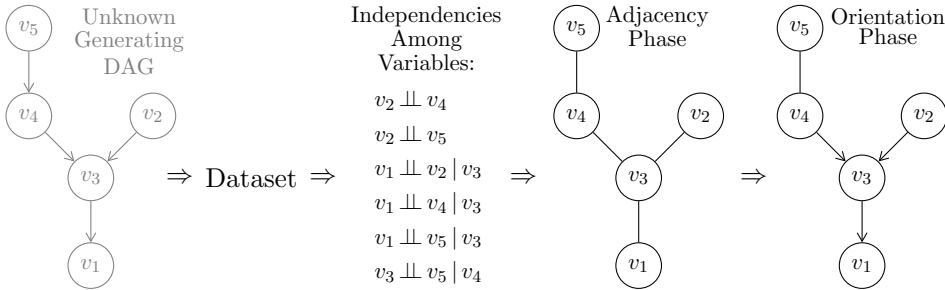 Unknown
Generating
DAG
v5
v4
v2
v3
v1
⇒ Dataset ⇒
Independencies
Among
Variables:
v2 ⫫ v4
v2 ⫫ v5
v1 ⫫ v2 | v3
v1 ⫫ v4 | v3
v1 ⫫ v5 | v3
v3 ⫫ v5 | v4
⇒
Adjacency
Phase
v5
v4
v2
v3
v1
⇒
Orientation
Phase
v5
v4
v2
v3
v1